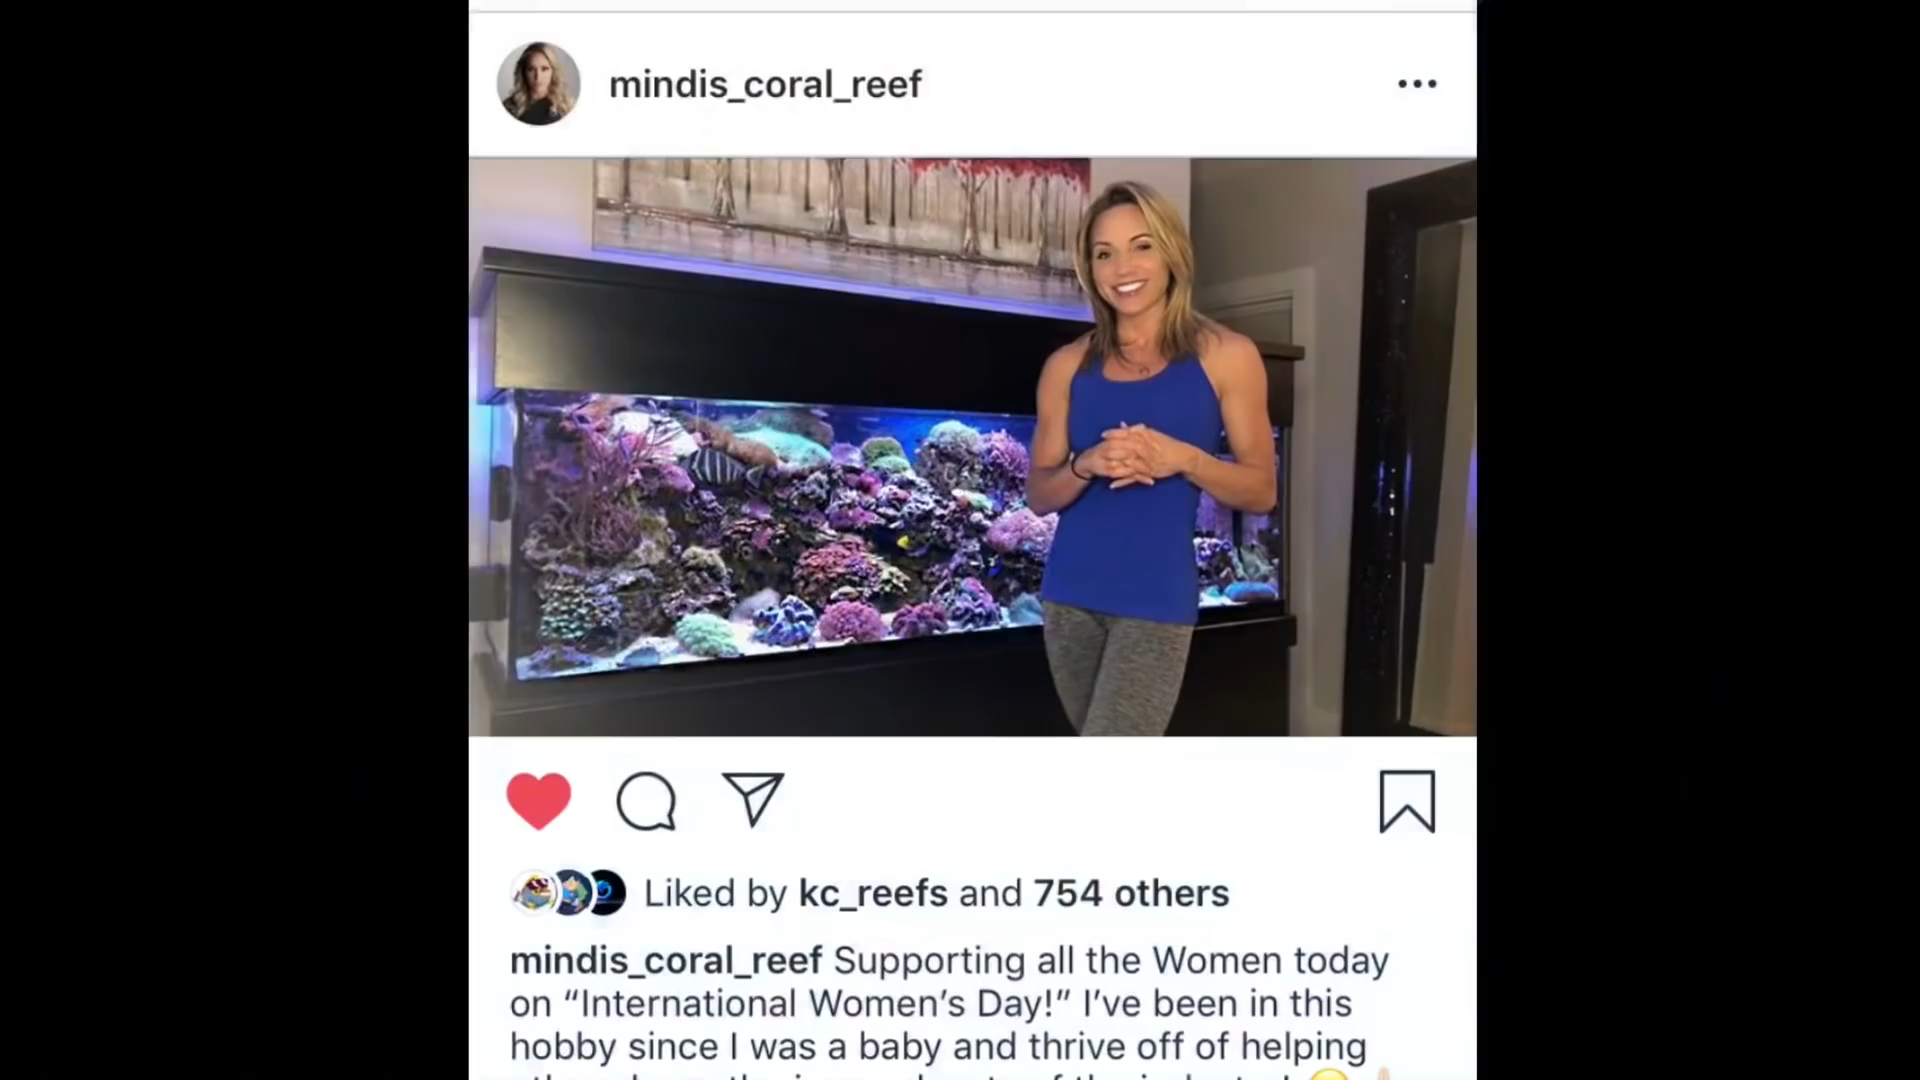 mindis_coral_reef
Liked by kc_reefs and 754 others
mindis_coral_reef Supporting all the Women today
on “International Women’s Day!” I’ve been in this
hobby since I was a baby and thrive off of helping